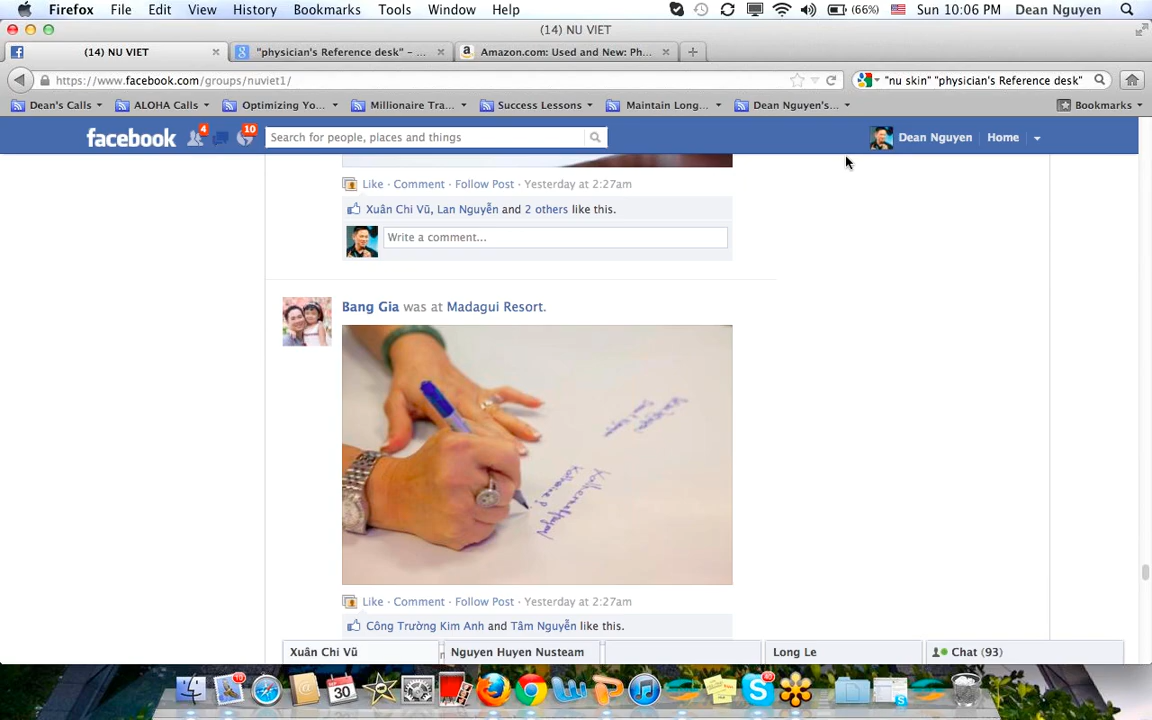 Firefox File Edit View History Bookmarks Tools Window Help (66%) Sun 10:06 PM Dean Nguyen
(14) NU VIET
(14) NU VIET "physician's Reference desk" – ... Amazon.com: Used and New: Ph...
https://www.facebook.com/groups/nuviet1/ "nu skin" "physician's Reference desk"
Dean's Calls ALOHA Calls Optimizing Yo... Millionaire Tra... Success Lessons Maintain Long... Dean Nguyen's... Bookmarks
facebook 4 10 Search for people, places and things Dean Nguyen Home
Like · Comment · Follow Post · Yesterday at 2:27am
Xuân Chi Vũ, Lan Nguyễn and 2 others like this.
Write a comment...
Bang Gia was at Madagui Resort.
Like · Comment · Follow Post · Yesterday at 2:27am
Công Trường Kim Anh and Tâm Nguyễn like this.
Xuân Chi Vũ Nguyen Huyen Nusteam Long Le Chat (93)
30